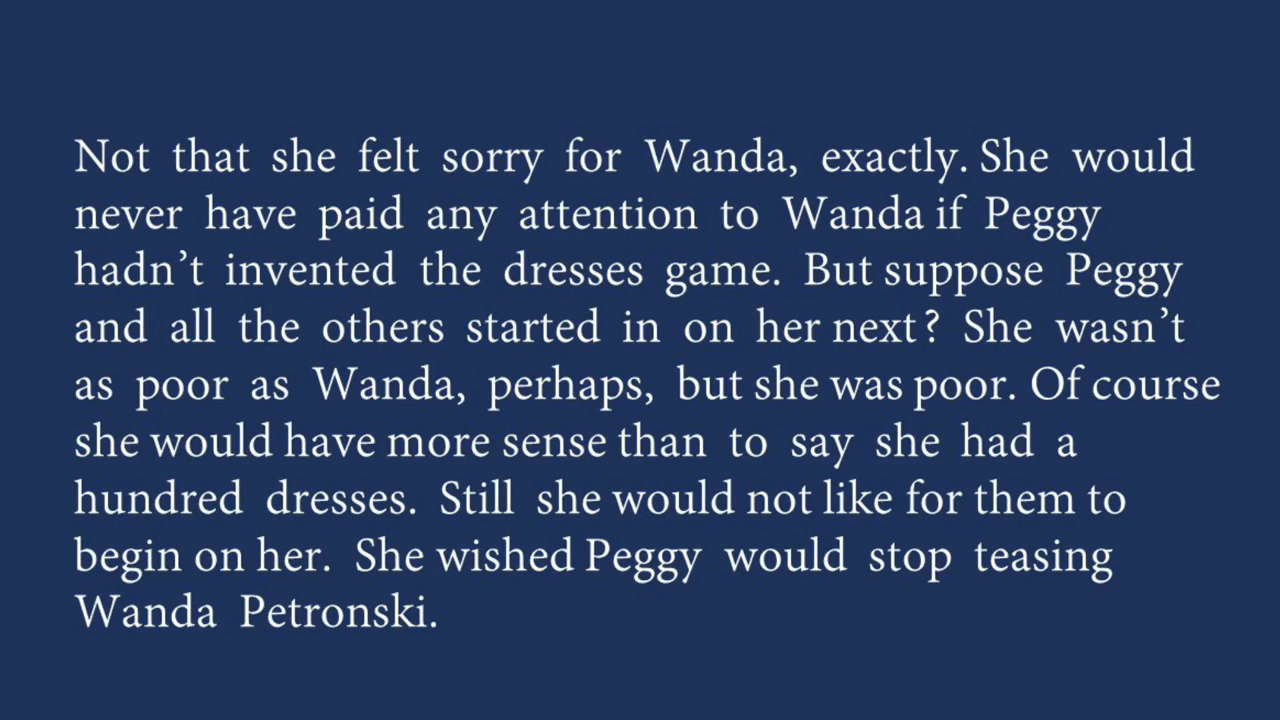 Not that she felt sorry for Wanda, exactly. She would
never have paid any attention to Wanda if Peggy
hadn’t invented the dresses game. But suppose Peggy
and all the others started in on her next? She wasn’t
as poor as Wanda, perhaps, but she was poor. Of course
she would have more sense than to say she had a
hundred dresses. Still she would not like for them to
begin on her. She wished Peggy would stop teasing
Wanda Petronski.